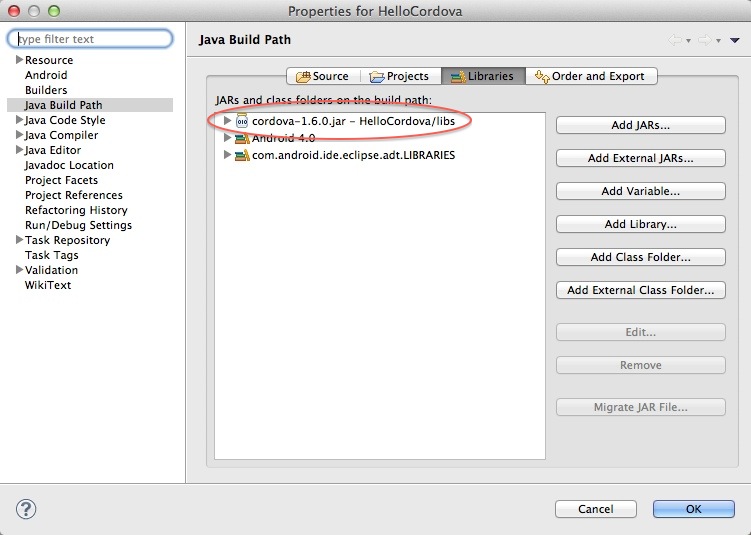 Properties for HelloCordova
type filter text
Resource
Android
Builders
Java Build Path
Java Code Style
Java Compiler
Java Editor
Javadoc Location
Project Facets
Project References
Refactoring History
Run/Debug Settings
Task Repository
Task Tags
Validation
WikiText
Java Build Path
Source Projects Libraries Order and Export
JARs and class folders on the build path:
cordova-1.6.0.jar - HelloCordova/libs
Android 4.0
com.android.ide.eclipse.adt.LIBRARIES
Add JARs...
Add External JARs...
Add Variable...
Add Library...
Add Class Folder...
Add External Class Folder...
Edit...
Remove
Migrate JAR File...
?
Cancel OK